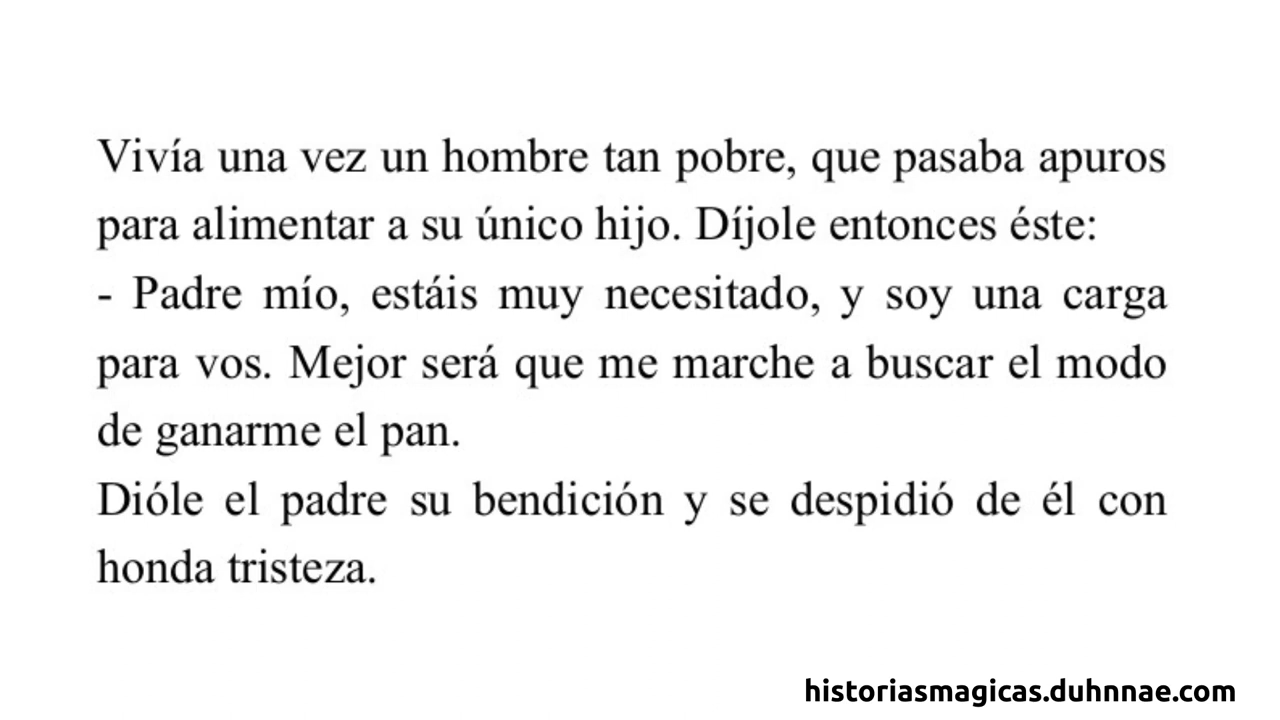 Vivía una vez un hombre tan pobre, que pasaba apuros
para alimentar a su único hijo. Díjole entonces éste:
- Padre mío, estáis muy necesitado, y soy una carga
para vos. Mejor será que me marche a buscar el modo
de ganarme el pan.
Dióle el padre su bendición y se despidió de él con
honda tristeza.
historiasmagicas.duhnnae.com